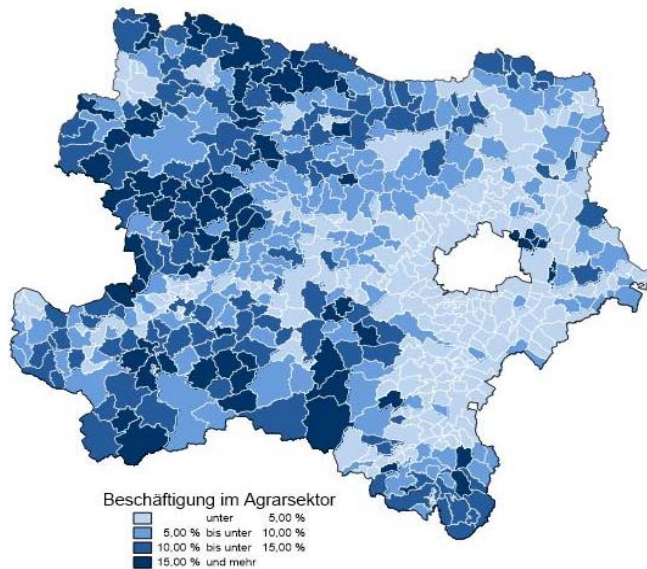 Beschäftigung im Agrarsektor
unter 5,00 %
5,00 % bis unter 10,00 %
10,00 % bis unter 15,00 %
15,00 % und mehr